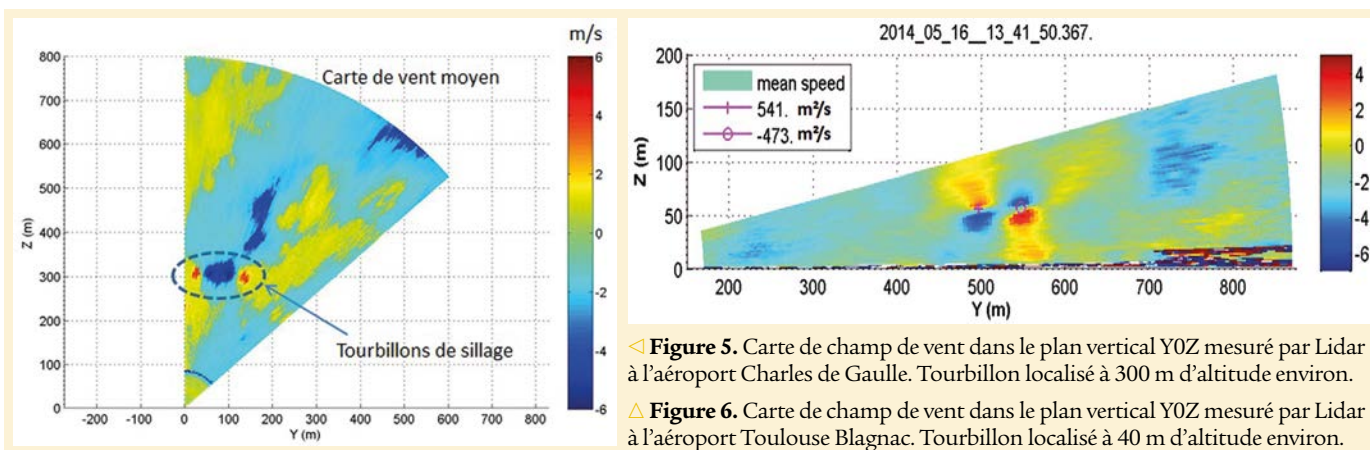 m/s
800
700
600
500
400
300
200
100
0
Z (m)
-200 -100 0 100 200 300 400 500 600 700 800
Y (m)
Carte de vent moyen
Tourbillons de sillage
6
4
2
0
-2
-4
-6
2014_05_16__13_41_50.367.
200
150
100
50
0
Z (m)
mean speed
541. m²/s
-473. m²/s
200 300 400 500 600 700 800
Y (m)
4
2
0
-2
-4
-6
◁ Figure 5. Carte de champ de vent dans le plan vertical Y0Z mesuré par Lidar
à l’aéroport Charles de Gaulle. Tourbillon localisé à 300 m d’altitude environ.
△ Figure 6. Carte de champ de vent dans le plan vertical Y0Z mesuré par Lidar
à l’aéroport Toulouse Blagnac. Tourbillon localisé à 40 m d’altitude environ.